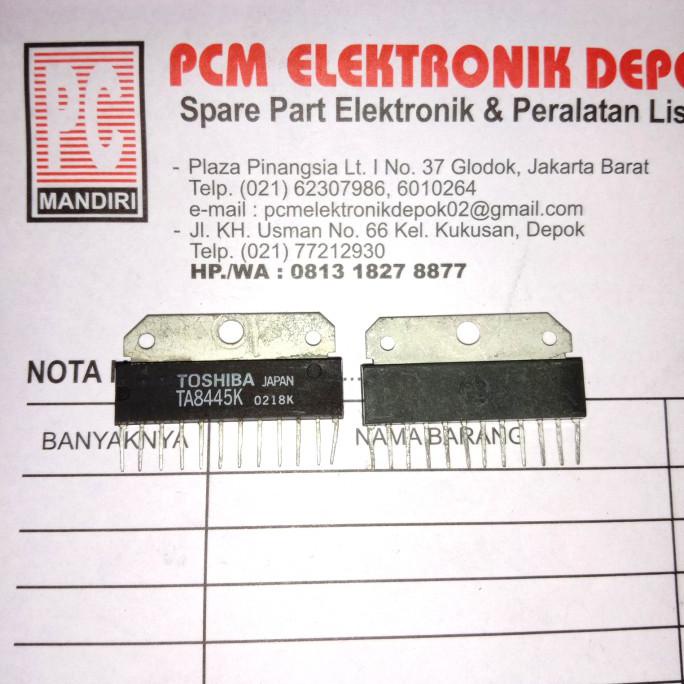 PC
MANDIRI
PCM ELEKTRONIK DEPO
Spare Part Elektronik & Peralatan Lis
- Plaza Pinangsia Lt. I No. 37 Glodok, Jakarta Barat
Telp. (021) 62307986, 6010264
e-mail : pcmelektronikdepok02@gmail.com
- Jl. KH. Usman No. 66 Kel. Kukusan, Depok
Telp. (021) 77212930
HP./WA : 0813 1827 8877
NOTA
TOSHIBA JAPAN
TA8445K 0218K
BANYAKNYA
NAMA BARANG